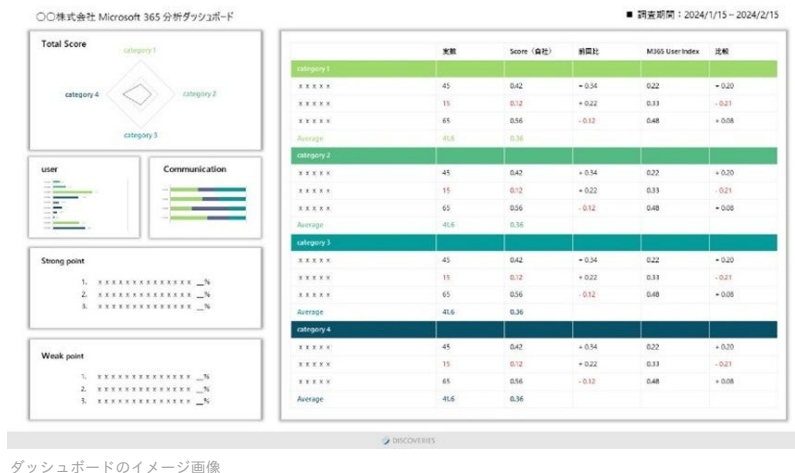 〇〇株式会社 Microsoft 365 分析ダッシュボード
■ 調査期間：2024/1/15 – 2024/2/15
Total Score
category 1
category 4
category 2
category 3
user
Communication
Strong point
1. x x x x x x x x x x x x x x __%
2. x x x x x x x x x x x x x x __%
3. x x x x x x x x x x x x x x __%
Weak point
1. x x x x x x x x x x x x x x __%
2. x x x x x x x x x x x x x x __%
3. x x x x x x x x x x x x x x __%
実数 Score（自社） 前回比 M365 User Index 比較
category 1
x x x x x 45 0.42 + 0.34 0.22 + 0.20
x x x x x 15 0.12 + 0.22 0.33 - 0.21
x x x x x 65 0.56 - 0.12 0.48 + 0.08
Average 41.6 0.36
category 2
x x x x x 45 0.42 + 0.34 0.22 + 0.20
x x x x x 15 0.12 + 0.22 0.33 - 0.21
x x x x x 65 0.56 - 0.12 0.48 + 0.08
Average 41.6 0.36
category 3
x x x x x 45 0.42 + 0.34 0.22 + 0.20
x x x x x 15 0.12 + 0.22 0.33 - 0.21
x x x x x 65 0.56 - 0.12 0.48 + 0.08
Average 41.6 0.36
category 4
x x x x x 45 0.42 + 0.34 0.22 + 0.20
x x x x x 15 0.12 + 0.22 0.33 - 0.21
x x x x x 65 0.56 - 0.12 0.48 + 0.08
Average 41.6 0.36
DISCOVERIES
ダッシュボードのイメージ画像